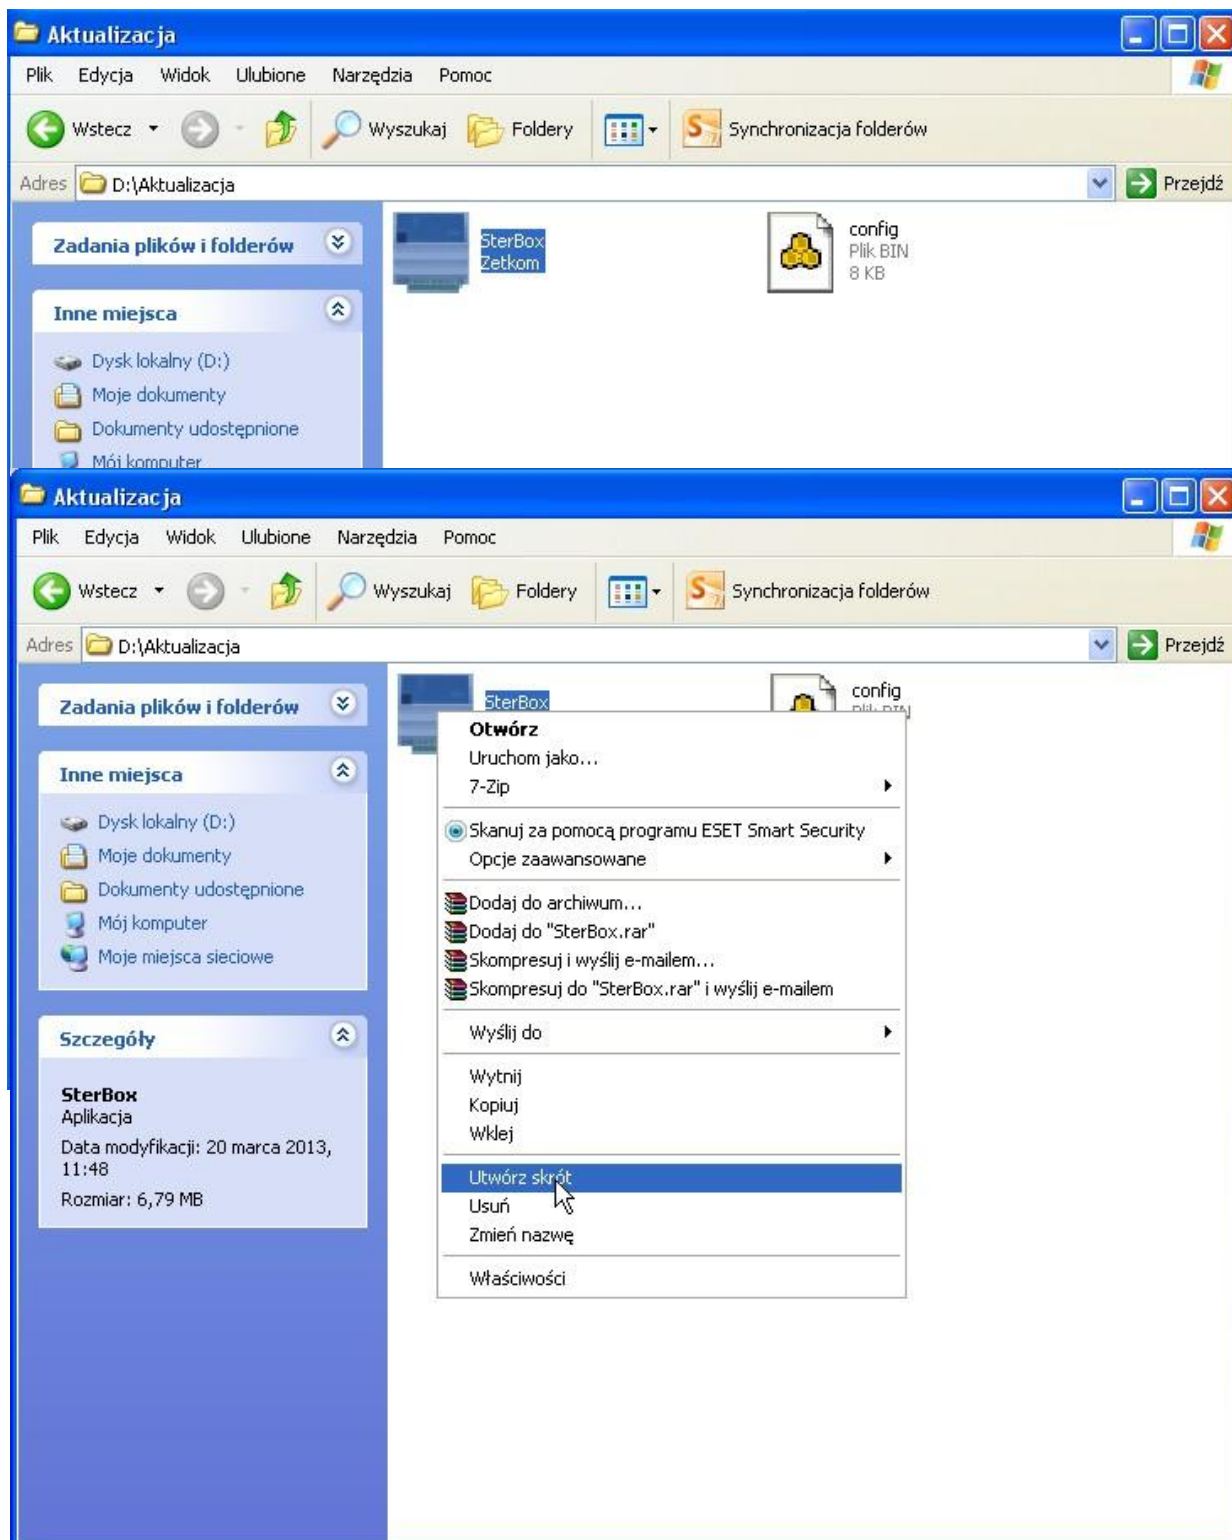 Aktualizacja
Plik Edycja Widok Ulubione Narzędzia Pomoc
Wstecz Wyszukaj Foldery Synchronizacja folderów
Adres D:\Aktualizacja Przejdź
Zadania plików i folderów
Inne miejsca
Dysk lokalny (D:)
Moje dokumenty
Dokumenty udostępnione
Mój komputer
SterBox
Zetkom
config
Plik BIN
8 KB
Aktualizacja
Plik Edycja Widok Ulubione Narzędzia Pomoc
Wstecz Wyszukaj Foldery Synchronizacja folderów
Adres D:\Aktualizacja Przejdź
Zadania plików i folderów
Inne miejsca
Dysk lokalny (D:)
Moje dokumenty
Dokumenty udostępnione
Mój komputer
Moje miejsca sieciowe
Szczegóły
SterBox
Aplikacja
Data modyfikacji: 20 marca 2013,
11:48
Rozmiar: 6,79 MB
SterBox
config
Plik BIN
Otwórz
Uruchom jako...
7-Zip
Skanuj za pomocą programu ESET Smart Security
Opcje zaawansowane
Dodaj do archiwum...
Dodaj do "SterBox.rar"
Skompresuj i wyślij e-mailem...
Skompresuj do "SterBox.rar" i wyślij e-mailem
Wyślij do
Wytnij
Kopiuj
Wklej
Utwórz skrót
Usuń
Zmień nazwę
Właściwości